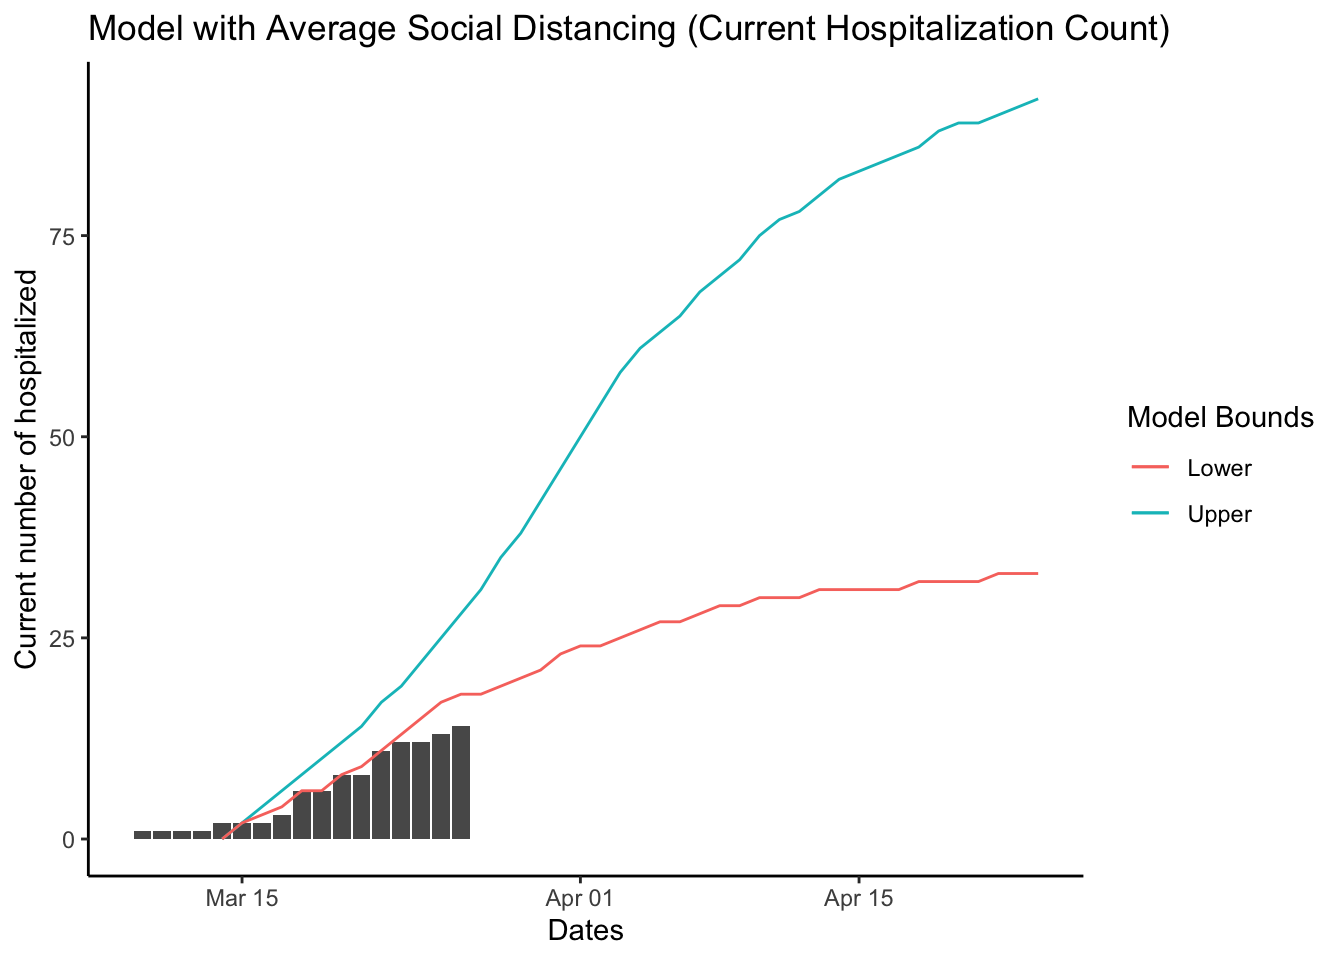 Model with Average Social Distancing (Current Hospitalization Count)
Current number of hospitalized
75
50
25
0
Mar 15
Apr 01
Apr 15
Dates
Model Bounds
Lower
Upper